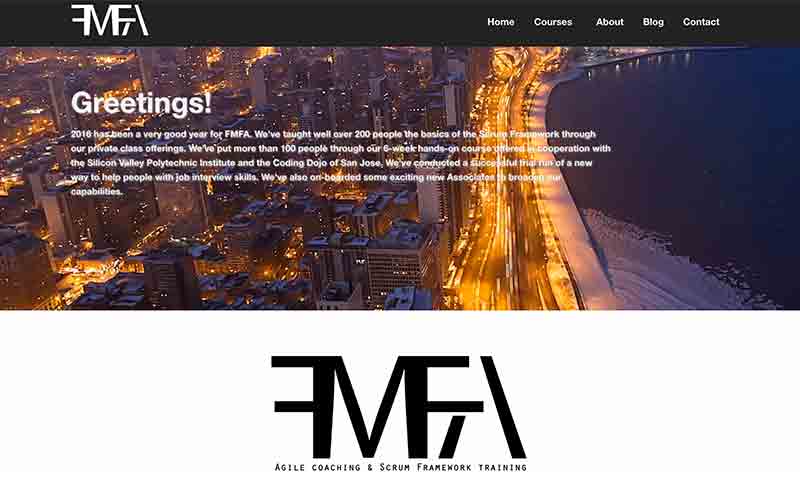 FMFA
Home Courses About Blog Contact
Greetings!
2016 has been a very good year for FMFA. We've taught well over 200 people the basics of the Scrum Framework through
our private class offerings. We've put more than 100 people through our 6-week hands-on course offered in cooperation with
the Silicon Valley Polytechnic Institute and the Coding Dojo of San Jose. We've conducted a successful trial run of a new
way to help people with job interview skills. We've also on-boarded some exciting new Associates to broaden our
capabilities.
FMFA
Agile coaching & Scrum Framework training